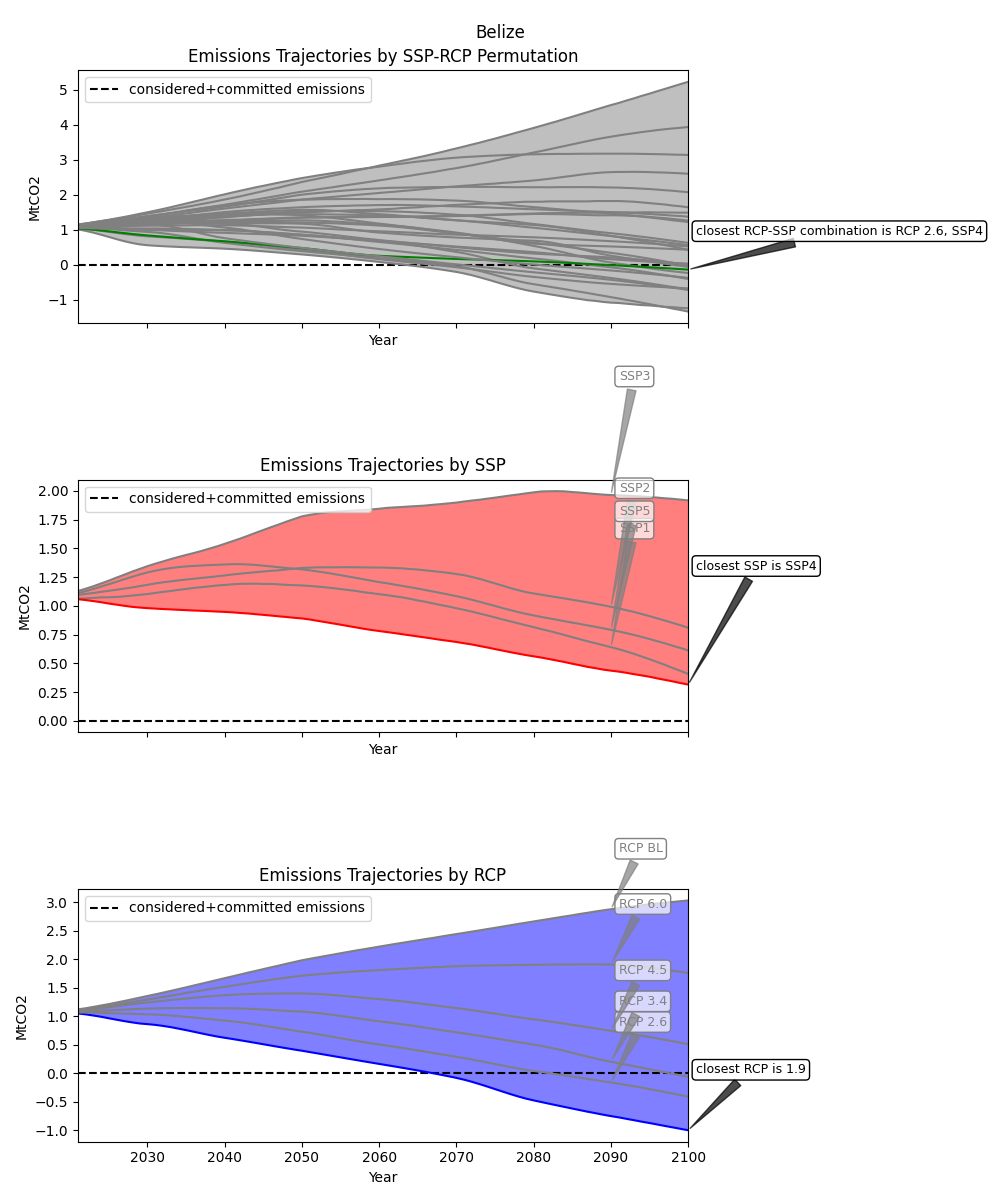 Belize
Emissions Trajectories by SSP-RCP Permutation
considered+committed emissions
5
4
3
2
1
0
−1
MtCO2
Year
closest RCP-SSP combination is RCP 2.6, SSP4
SSP3
Emissions Trajectories by SSP
considered+committed emissions
SSP2
SSP5
SSP1
2.00
1.75
1.50
1.25
1.00
0.75
0.50
0.25
0.00
MtCO2
Year
closest SSP is SSP4
RCP BL
Emissions Trajectories by RCP
considered+committed emissions
RCP 6.0
RCP 4.5
RCP 3.4
RCP 2.6
3.0
2.5
2.0
1.5
1.0
0.5
0.0
−0.5
−1.0
MtCO2
closest RCP is 1.9
2030 2040 2050 2060 2070 2080 2090 2100
Year